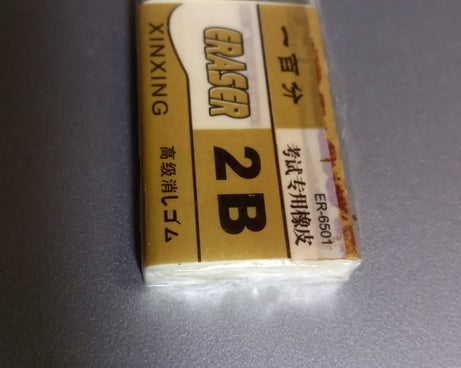 一百分
ERASER
XINXING
考试专用橡皮
ER-6501
2B
高级消しゴム